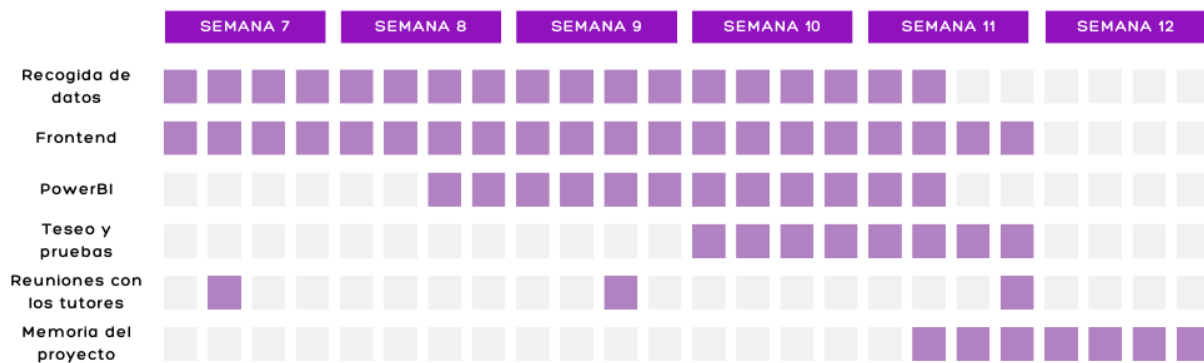 SEMANA 7 SEMANA 8 SEMANA 9 SEMANA 10 SEMANA 11 SEMANA 12
Recogida de
datos
Frontend
PowerBI
Teseo y
pruebas
Reuniones con
los tutores
Memoria del
proyecto